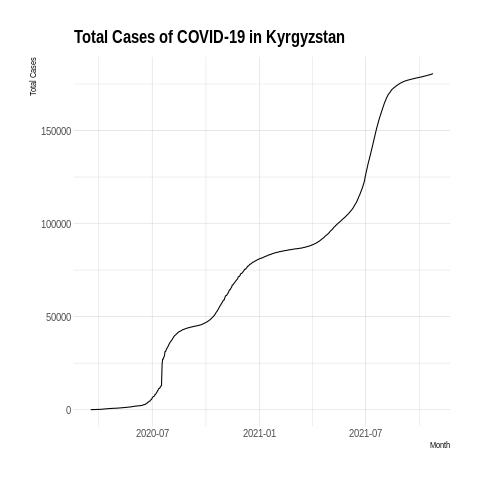 Total Cases of COVID-19 in Kyrgyzstan
Total Cases
150000
100000
50000
0
2020-07 2021-01 2021-07
Month